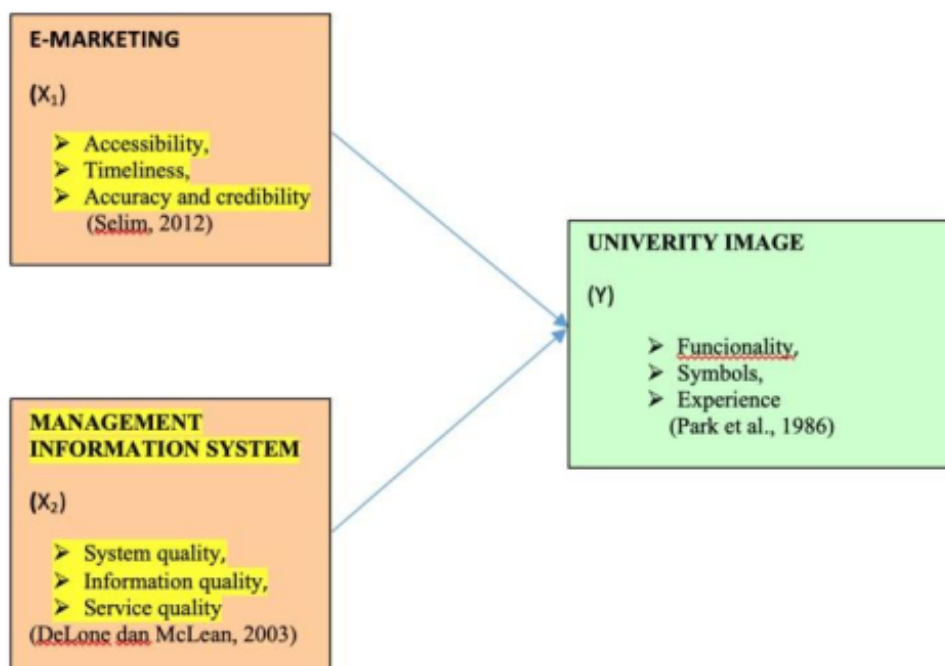 E-MARKETING
(X₁)
➤ Accessibility,
➤ Timeliness,
➤ Accuracy and credibility
(Selim, 2012)
UNIVERITY IMAGE
(Y)
➤ Funcionality,
➤ Symbols,
➤ Experience
(Park et al., 1986)
MANAGEMENT
INFORMATION SYSTEM
(X₂)
➤ System quality,
➤ Information quality,
➤ Service quality
(DeLone dan McLean, 2003)